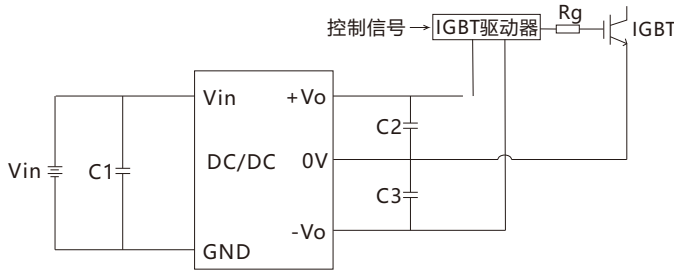 控制信号
IGBT驱动器
Rg
IGBT
Vin
+Vo
C2
Vin
C1
DC/DC
0V
C3
-Vo
GND